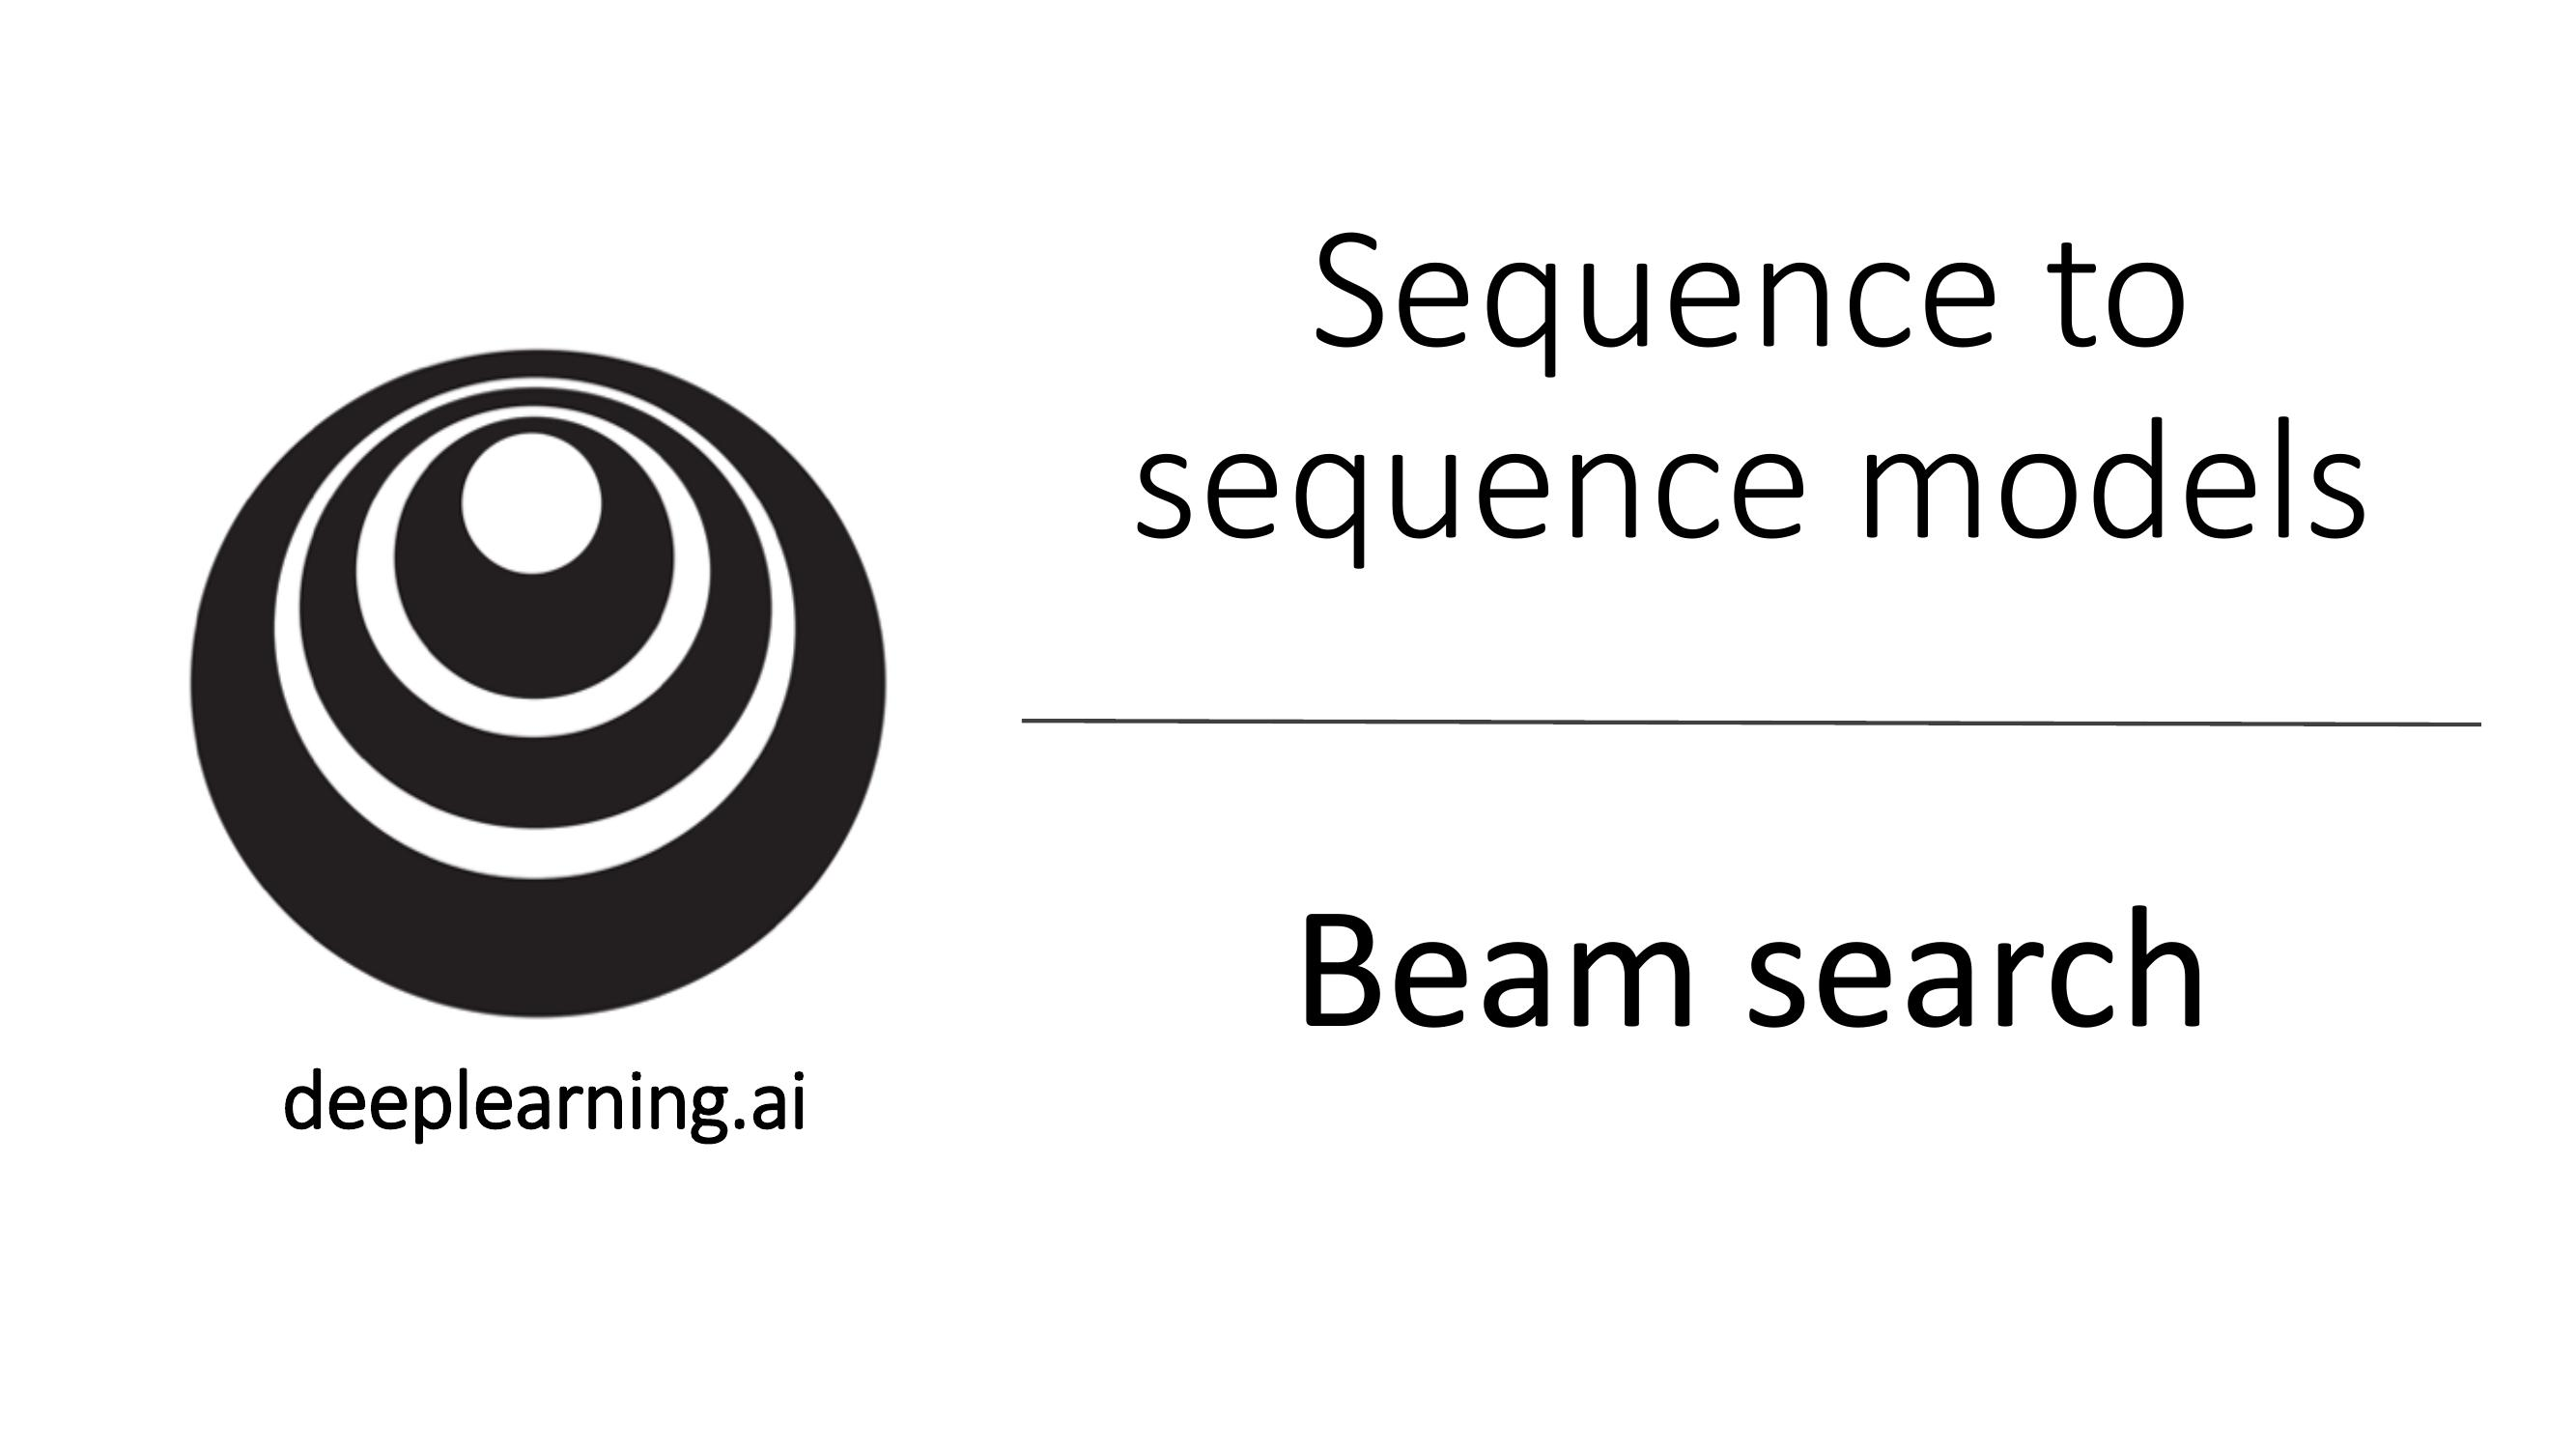 Sequence to
sequence models
Beam search
deeplearning.ai